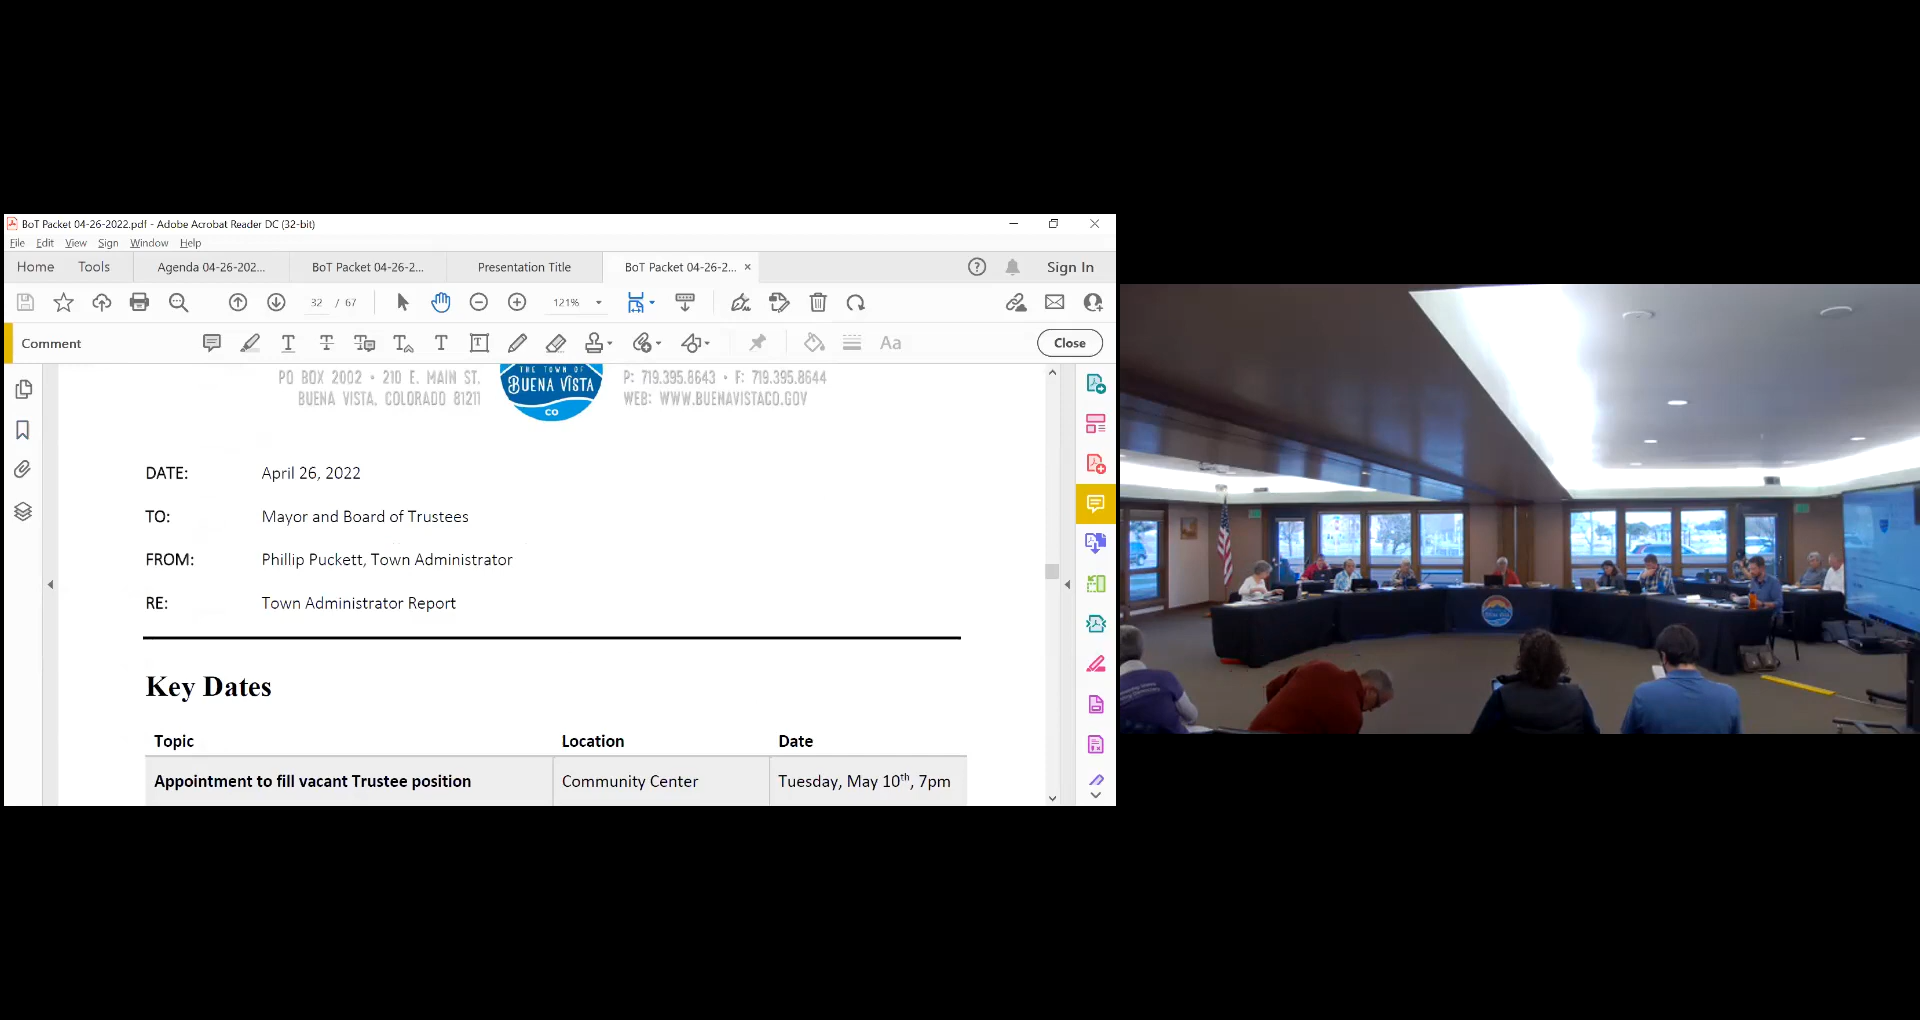 BoT Packet 04-26-2022.pdf - Adobe Acrobat Reader DC (32-bit)
File Edit View Sign Window Help
Home Tools Agenda 04-26-202... BoT Packet 04-26-2... Presentation Title BoT Packet 04-26-2... × Sign In
32 / 67 121%
Comment Aa Close
PO BOX 2002 • 210 E. MAIN ST.
BUENA VISTA, COLORADO 81211
THE TOWN OF
BUENA VISTA
CO
P: 719.395.8643 • F: 719.395.8644
WEB: WWW.BUENAVISTACO.GOV
DATE: April 26, 2022
TO: Mayor and Board of Trustees
FROM: Phillip Puckett, Town Administrator
RE: Town Administrator Report
Key Dates
Topic Location Date
Appointment to fill vacant Trustee position Community Center Tuesday, May 10th, 7pm